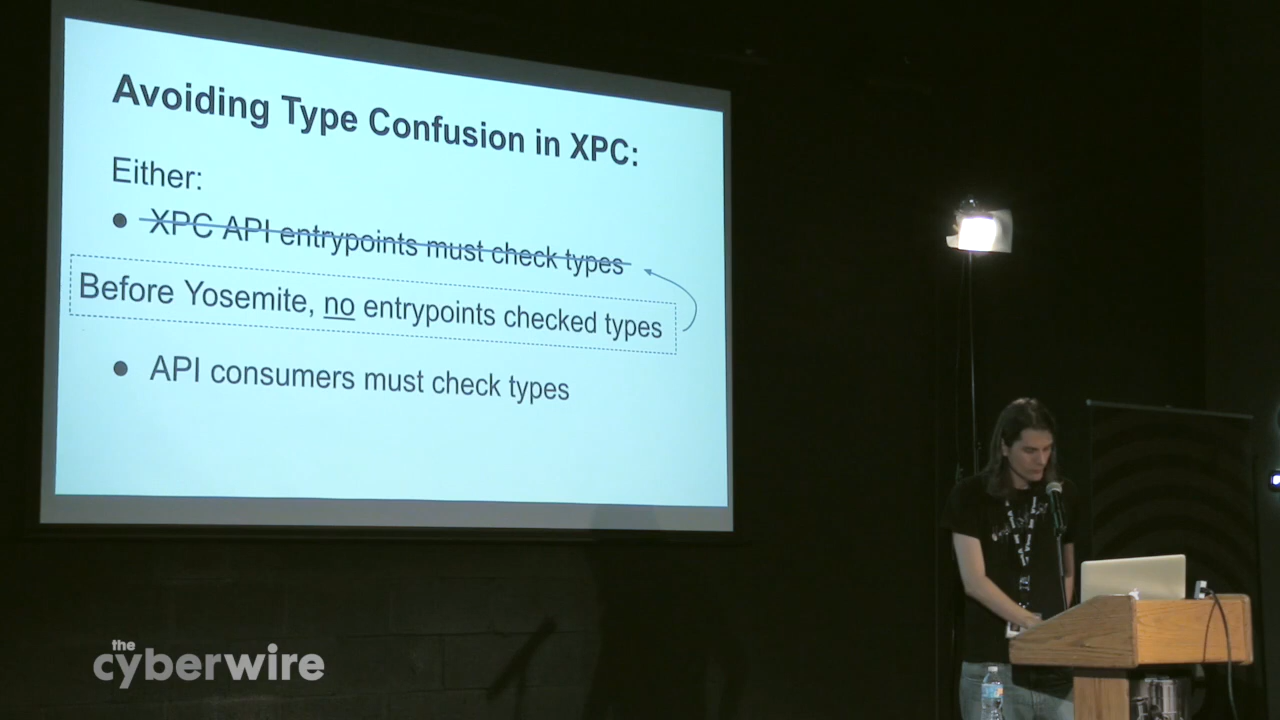 Avoiding Type Confusion in XPC:
Either:
● XPC API entrypoints must check types
Before Yosemite, no entrypoints checked types
● API consumers must check types
the
cyberwire